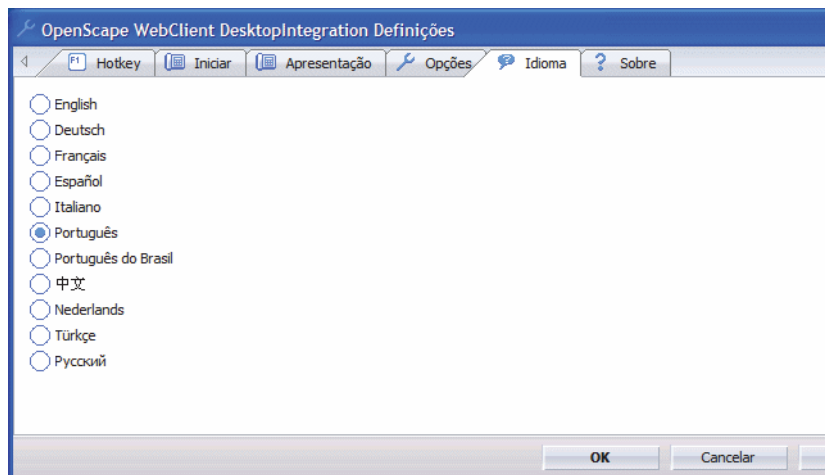 OpenScape WebClient DesktopIntegration Definições
F1 Hotkey Iniciar Apresentação Opções Idioma ? Sobre
English
Deutsch
Français
Español
Italiano
Português
Português do Brasil
中文
Nederlands
Türkçe
Русский
OK Cancelar